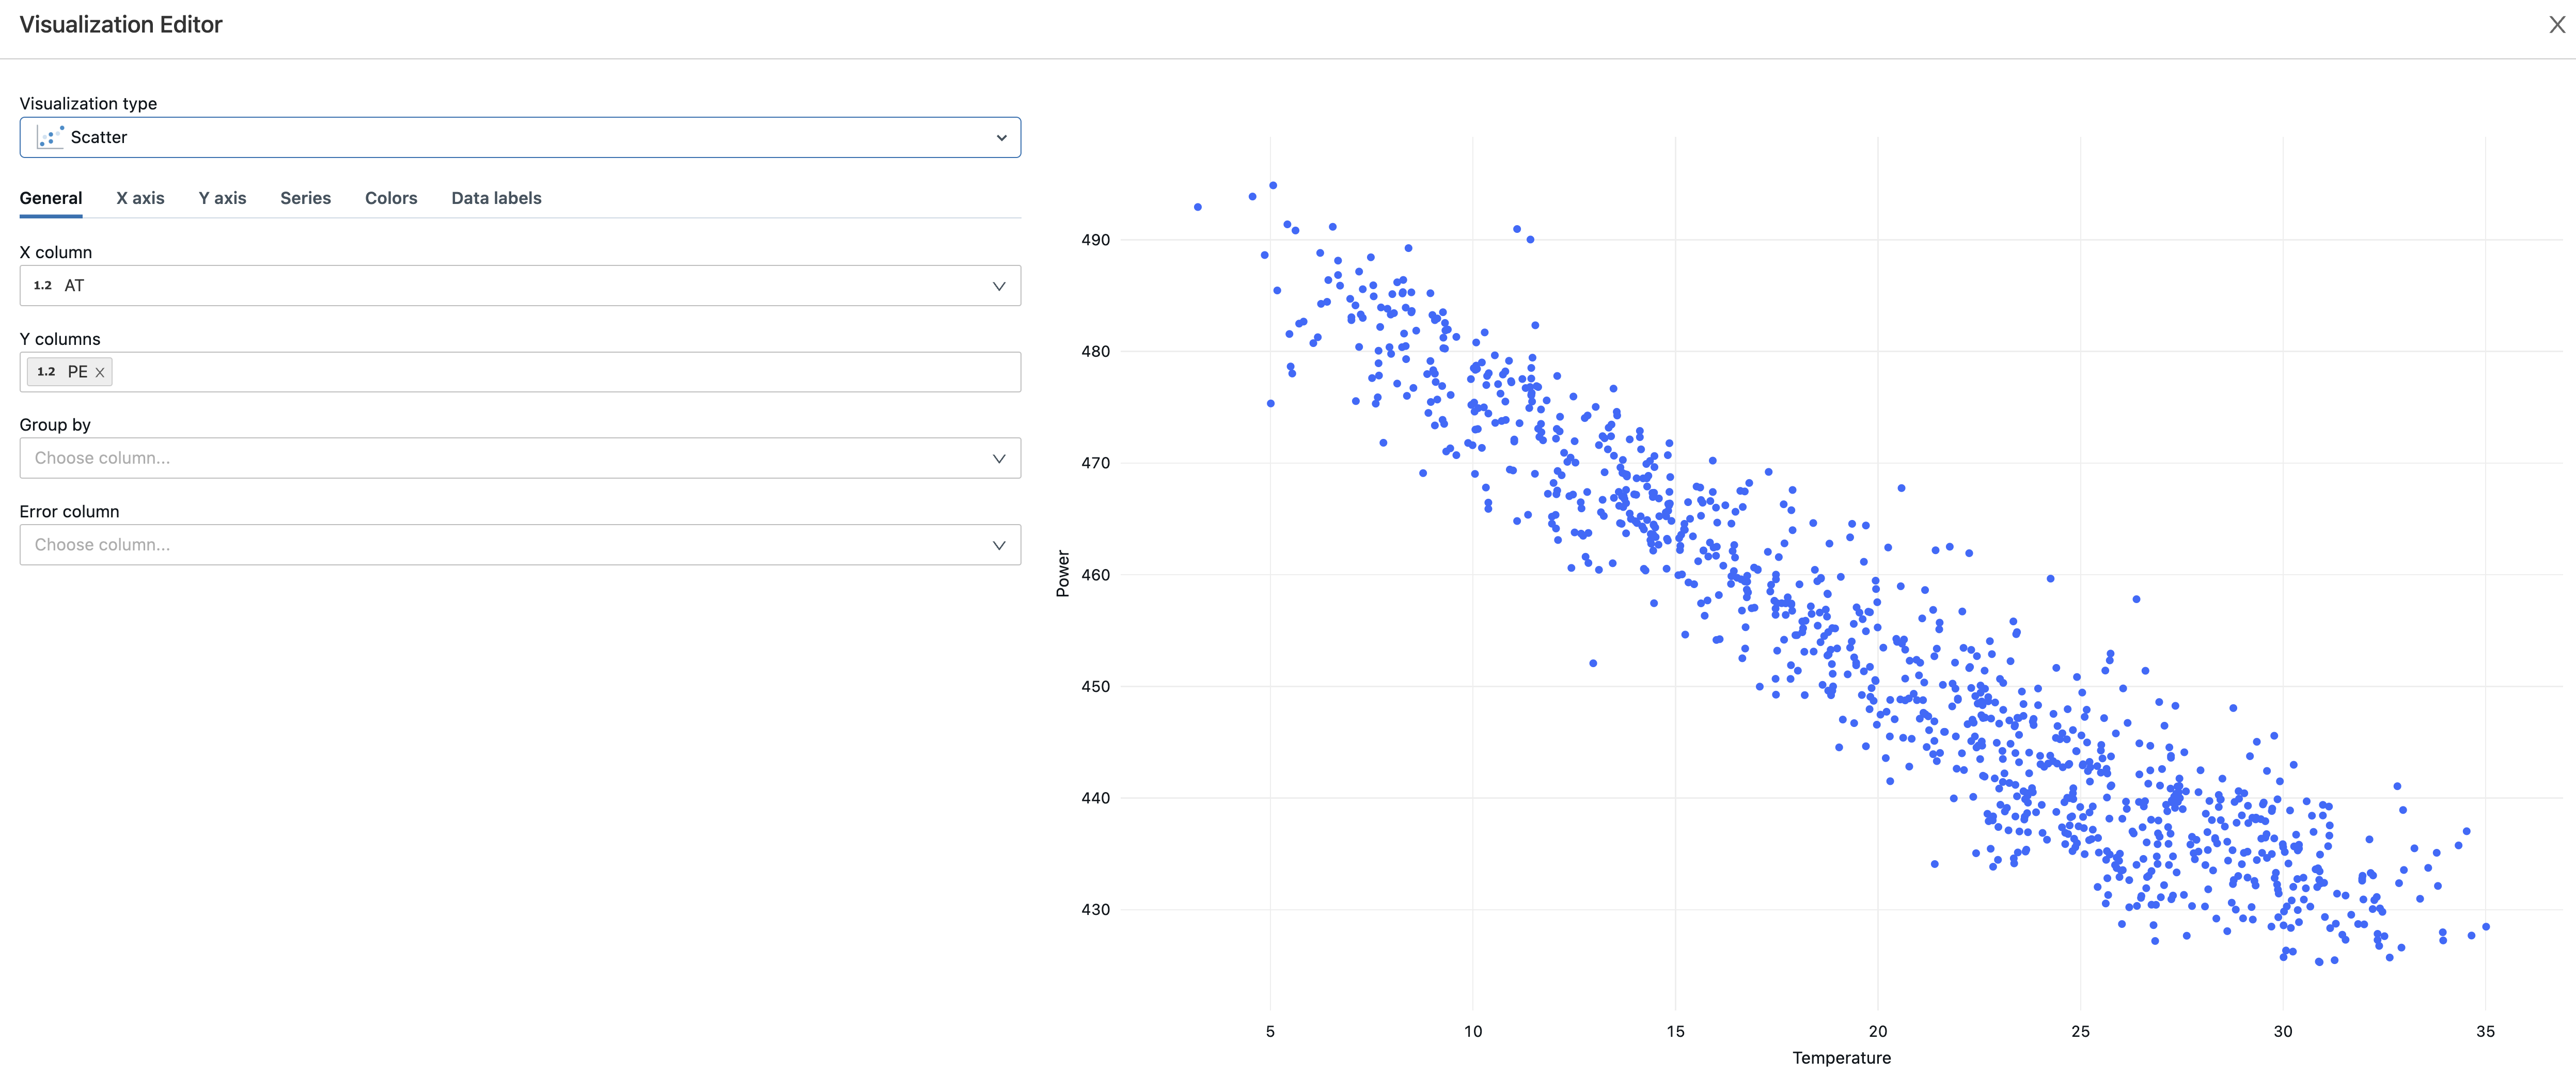 Visualization Editor
X
Visualization type
Scatter
General X axis Y axis Series Colors Data labels
X column
1.2 AT
Y columns
1.2 PE X
Group by
Choose column...
Error column
Choose column...
490
480
470
460
450
440
430
Power
5 10 15 20 25 30 35
Temperature